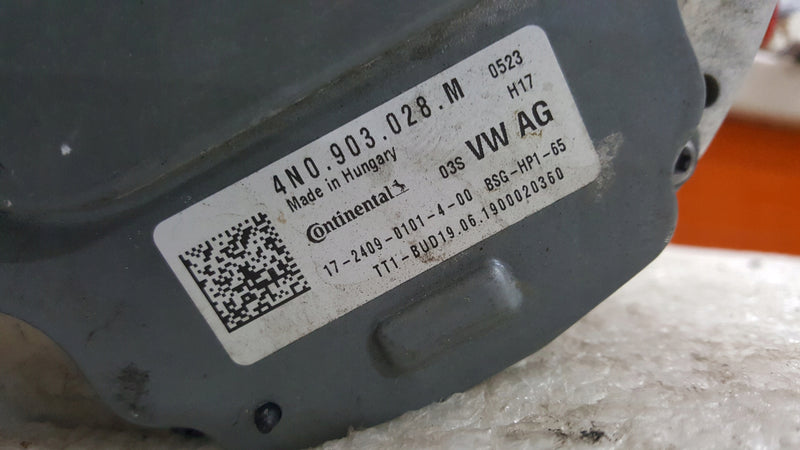 4N0.903.028.M 0523
Made in Hungary H17
Continental 03S VW AG
17-2409-0101-4-00 BSG-HP1-65
TT1-BUD19.06.1900020360